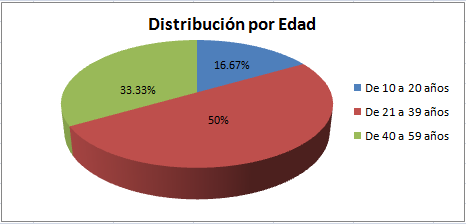 Distribución por Edad
16.67%
33.33%
50%
De 10 a 20 años
De 21 a 39 años
De 40 a 59 años